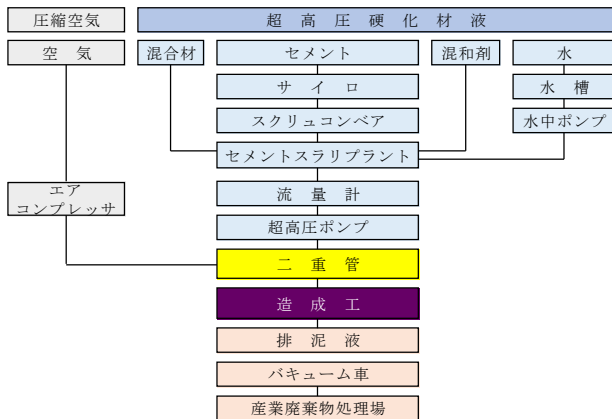 圧縮空気
超高圧硬化材液
空気
混合材
セメント
混和剤
水
サイロ
水槽
スクリュコンベア
水中ポンプ
セメントスラリプラント
エア
コンプレッサ
流量計
超高圧ポンプ
二重管
造成工
排泥液
バキューム車
産業廃棄物処理場